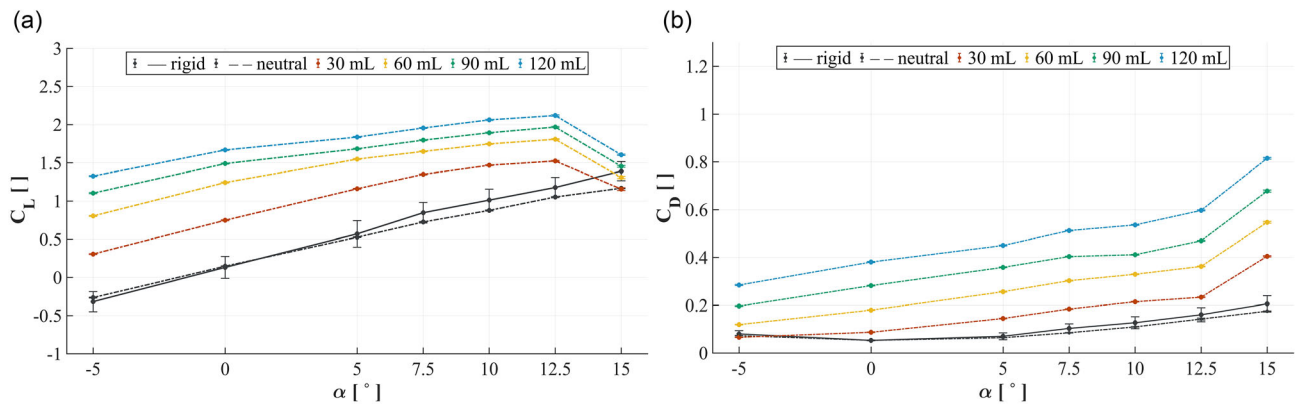 (a)
3
2.5
2
1.5
1
0.5
0
-0.5
-1
C_L [ ]
rigid neutral 30 mL 60 mL 90 mL 120 mL
-5 0 5 7.5 10 12.5 15
α [ ° ]
(b)
1.2
1
0.8
0.6
0.4
0.2
0
C_D [ ]
rigid neutral 30 mL 60 mL 90 mL 120 mL
-5 0 5 7.5 10 12.5 15
α [ ° ]